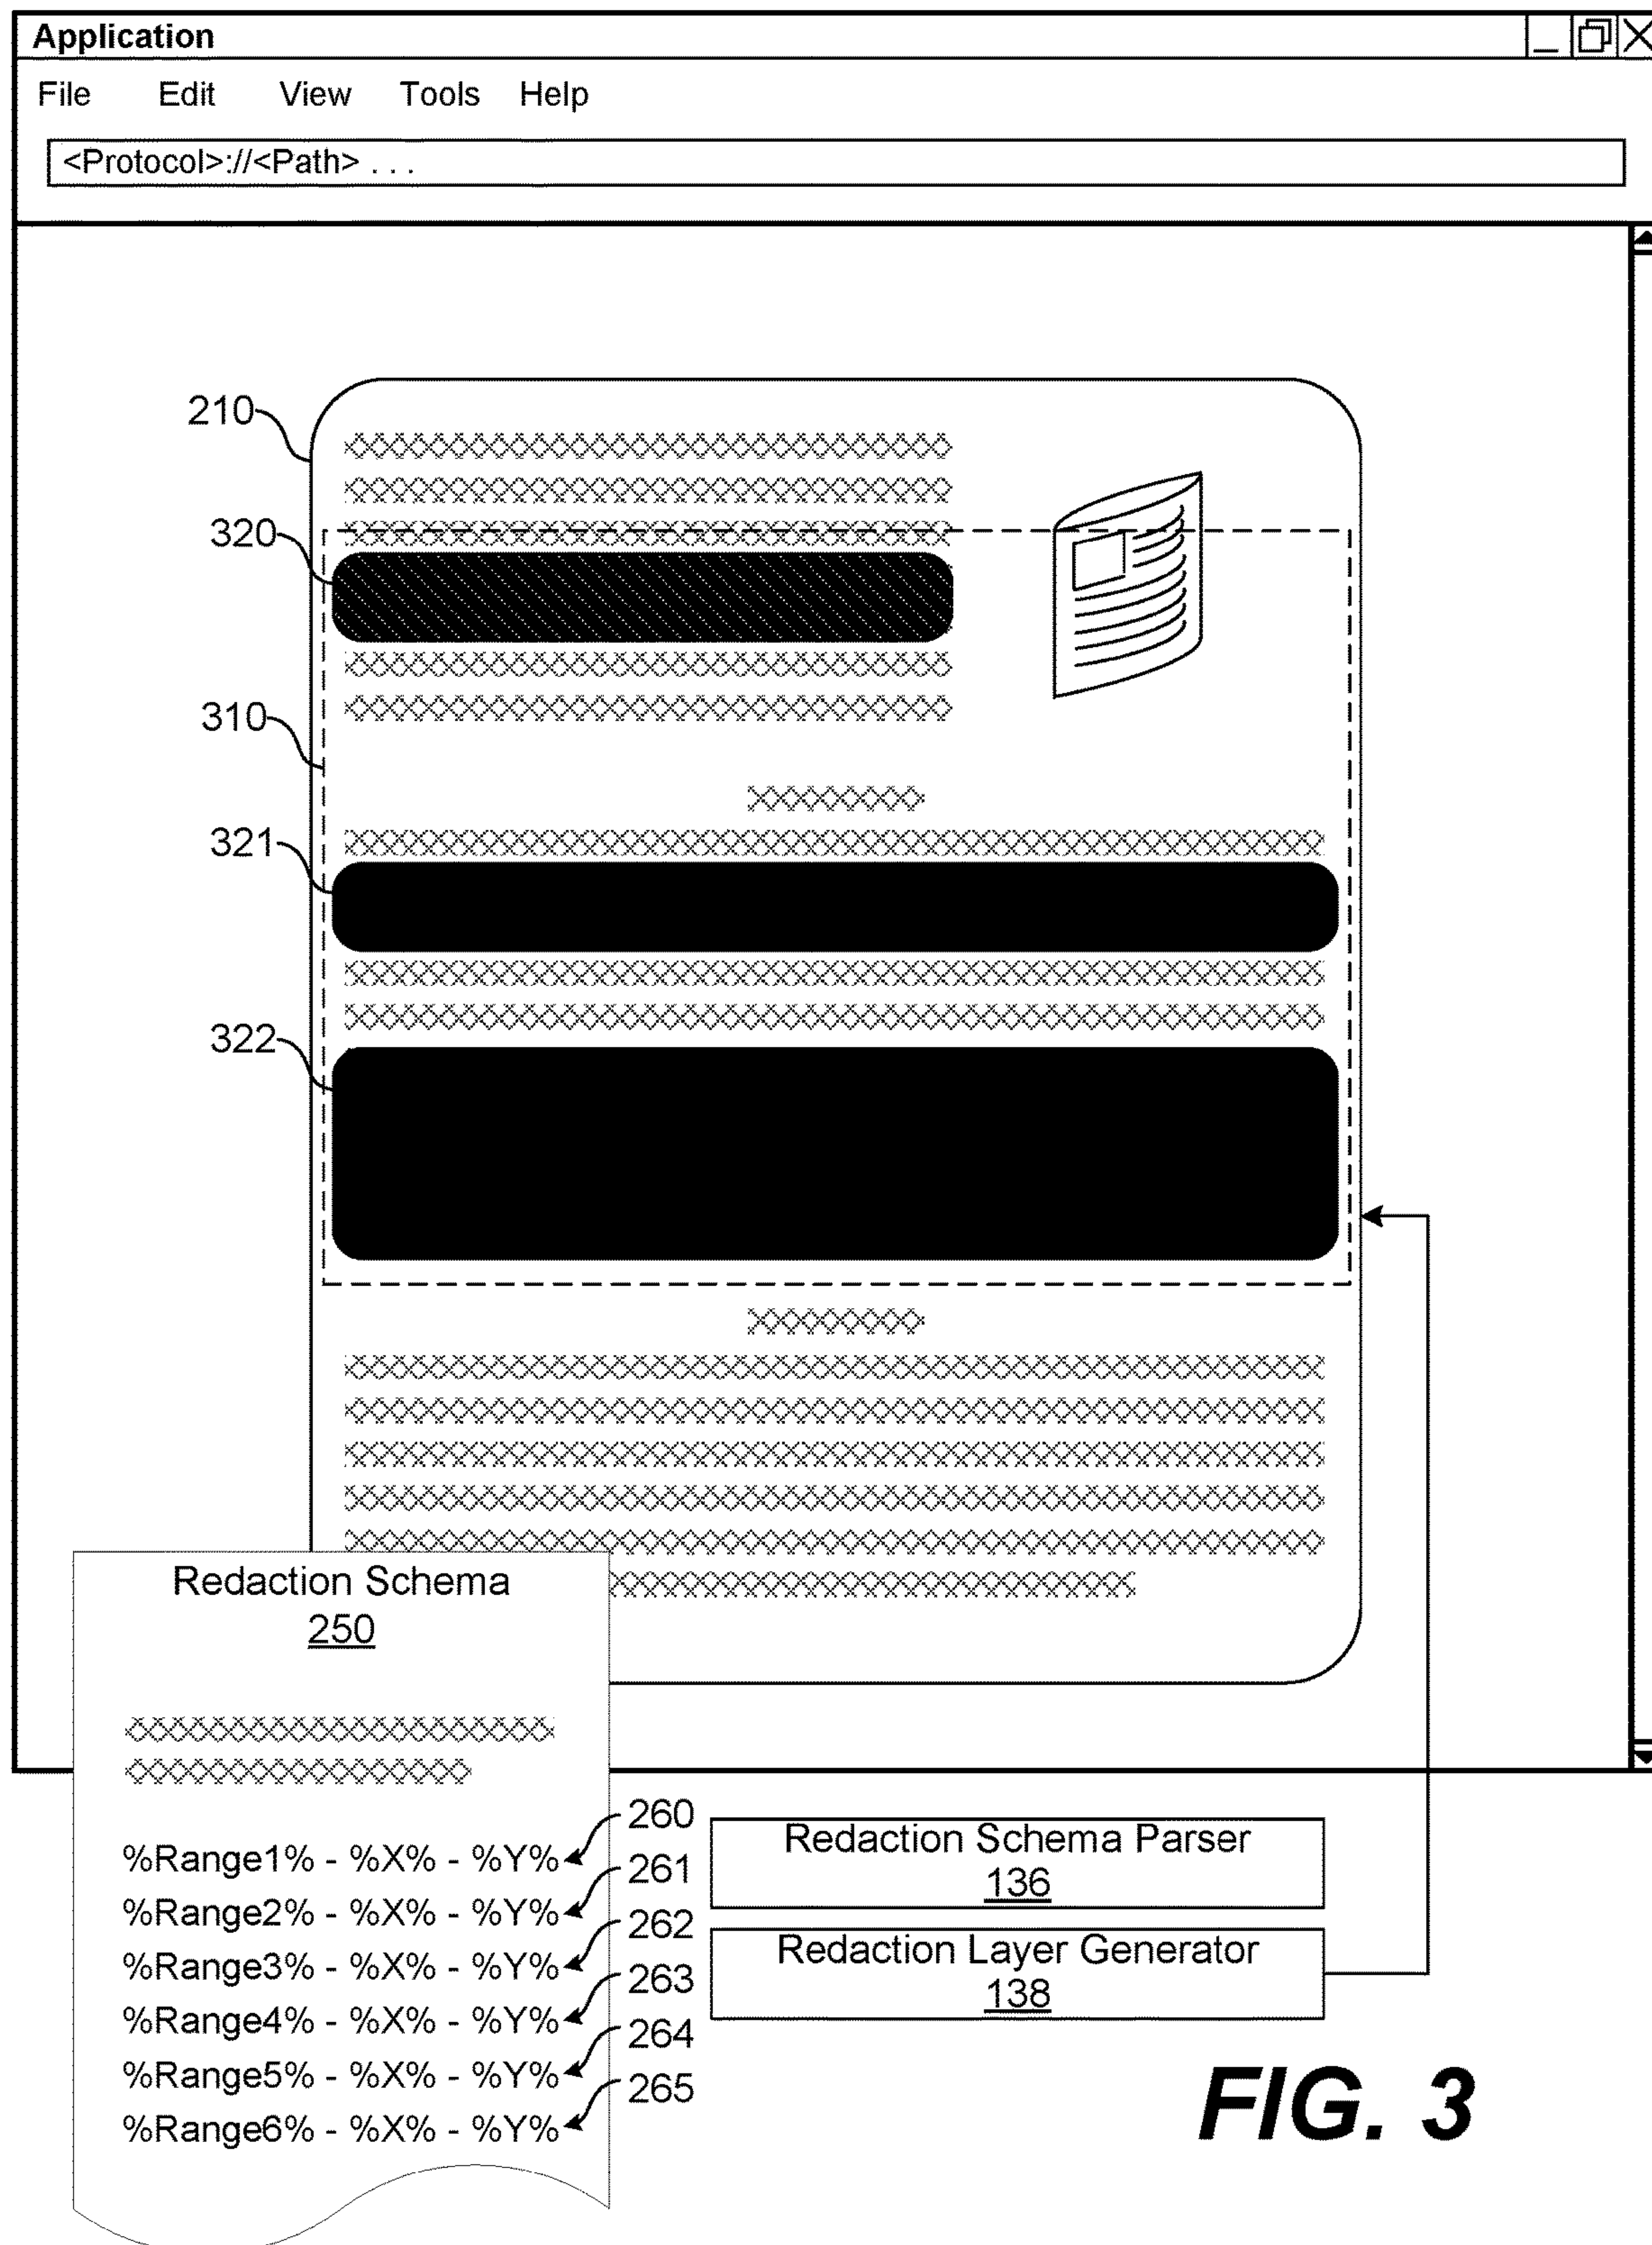 Application
File Edit View Tools Help
<Protocol>://<Path> . . .
210
320
310
321
322
Redaction Schema
250
%Range1% - %X% - %Y%
%Range2% - %X% - %Y%
%Range3% - %X% - %Y%
%Range4% - %X% - %Y%
%Range5% - %X% - %Y%
%Range6% - %X% - %Y%
260
261
262
263
264
265
Redaction Schema Parser
136
Redaction Layer Generator
138
FIG. 3